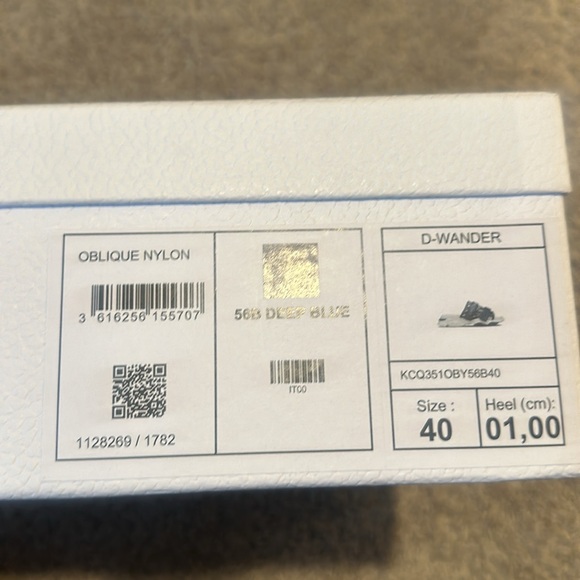 OBLIQUE NYLON
3 616256 155707
1128269 / 1782
56B DEEP BLUE
IT00
D-WANDER
KCQ351OBY56B40
Size :
40
Heel (cm):
01,00